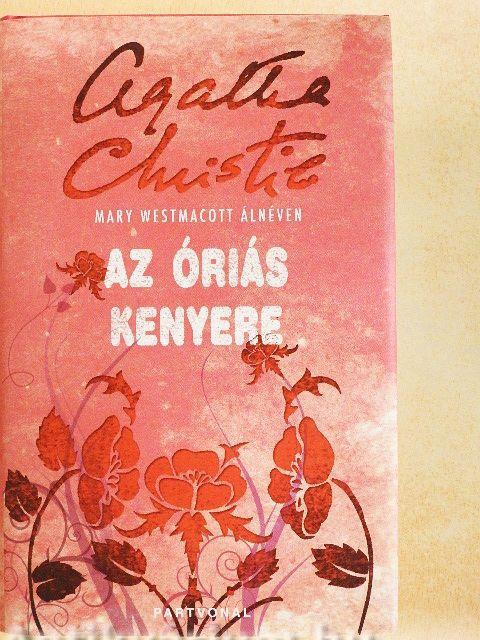 Agatha
Christie
MARY WESTMACOTT ÁLNÉVEN
AZ ÓRIÁS
KENYERE
PARTVONAL